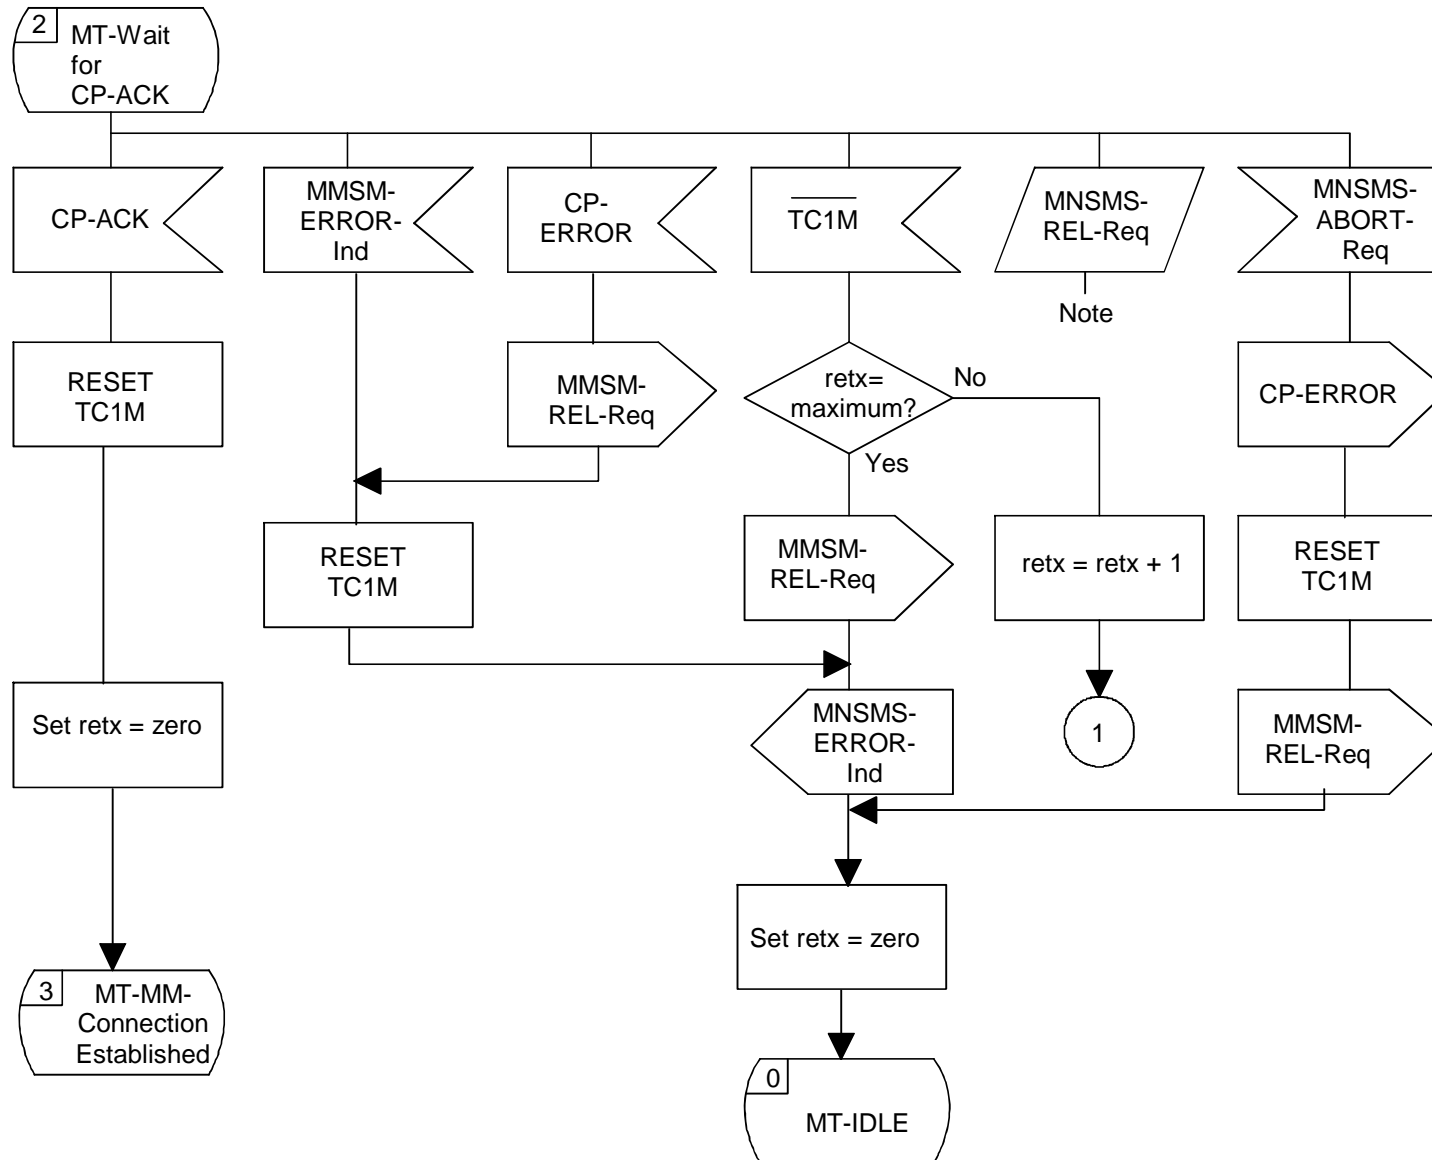 2
MT-Wait
for
CP-ACK
CP-ACK
MMSM-
ERROR-
Ind
CP-
ERROR
TC1M
MNSMS-
REL-Req
Note
MNSMS-
ABORT-
Req
RESET
TC1M
MMSM-
REL-Req
retx=
maximum?
No
Yes
CP-ERROR
RESET
TC1M
MMSM-
REL-Req
retx = retx + 1
RESET
TC1M
Set retx = zero
MNSMS-
ERROR-
Ind
1
MMSM-
REL-Req
Set retx = zero
3
MT-MM-
Connection
Established
0
MT-IDLE